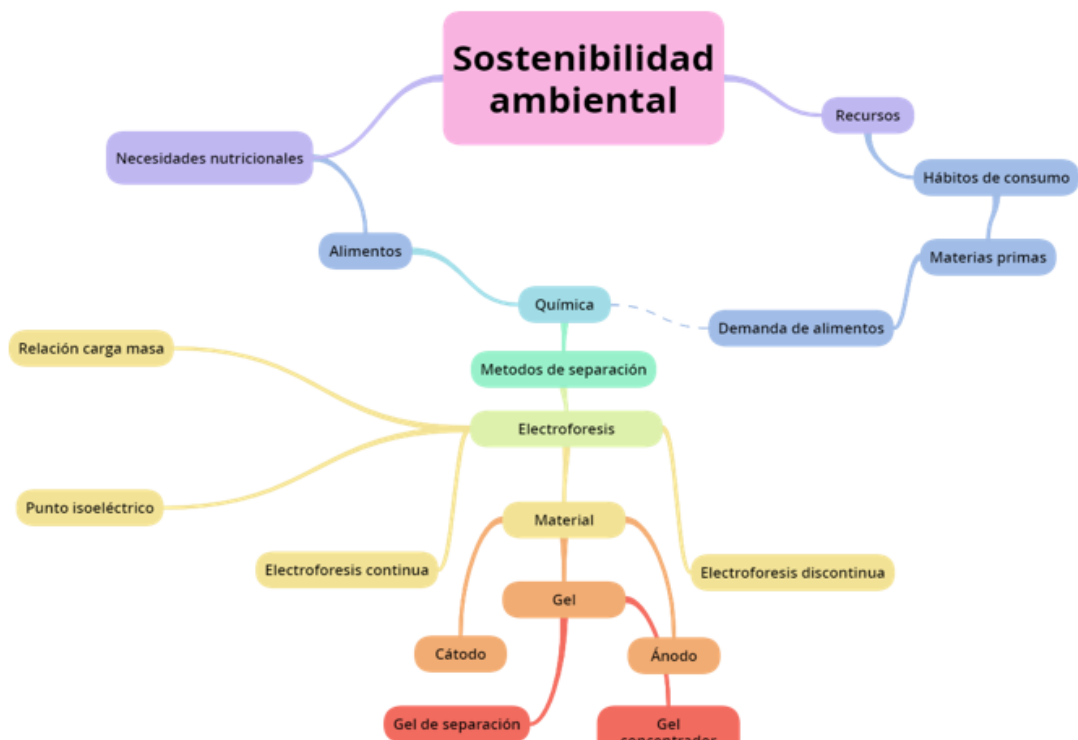 Sostenibilidad
ambiental
Recursos
Necesidades nutricionales
Hábitos de consumo
Alimentos
Materias primas
Química
Demanda de alimentos
Relación carga masa
Metodos de separación
Electroforesis
Punto isoeléctrico
Material
Electroforesis continua
Electroforesis discontinua
Gel
Cátodo
Ánodo
Gel de separación
Gel
concentrador